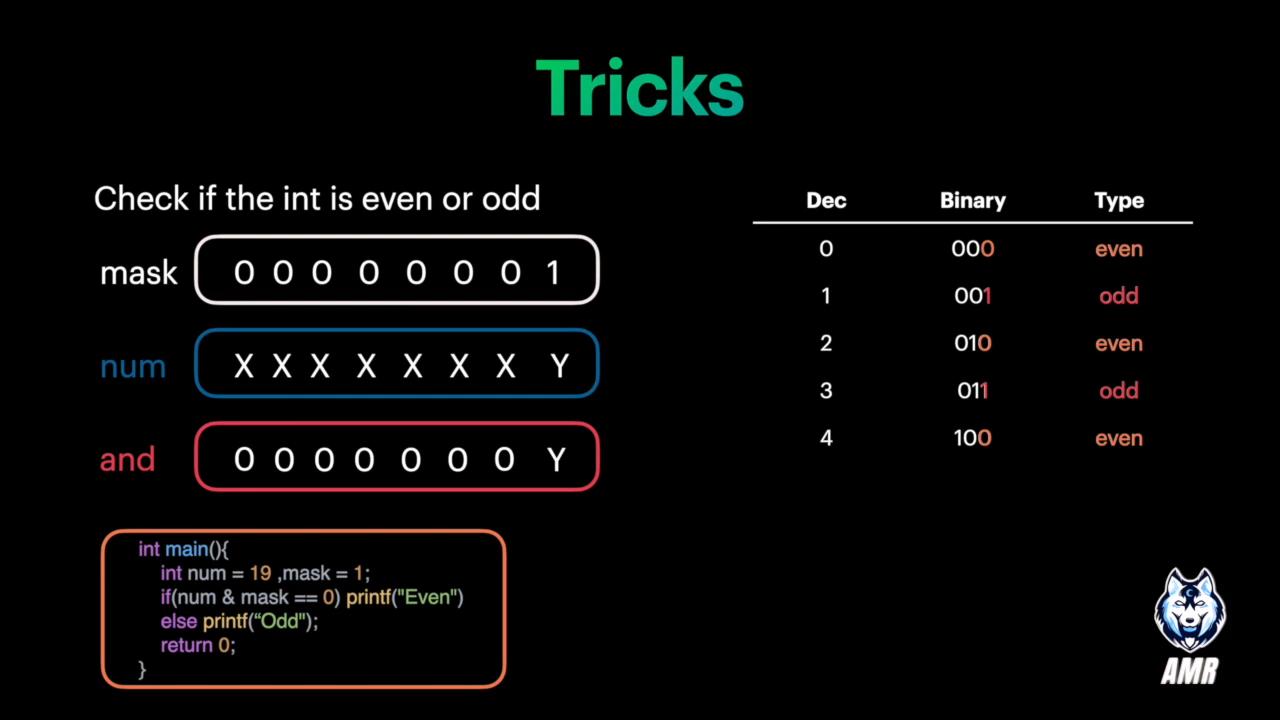 Tricks
Check if the int is even or odd
mask 0 0 0 0 0 0 0 1
num X X X X X X X Y
and 0 0 0 0 0 0 0 Y
int main(){
int num = 19 ,mask = 1;
if(num & mask == 0) printf("Even")
else printf(“Odd");
return 0;
}
Dec Binary Type
0 000 even
1 001 odd
2 010 even
3 011 odd
4 100 even
AMR